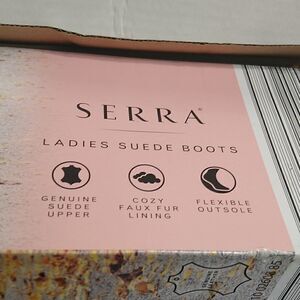 SERRA®
LADIES SUEDE BOOTS
GENUINE
SUEDE
UPPER
COZY
FAUX FUR
LINING
FLEXIBLE
OUTSOLE